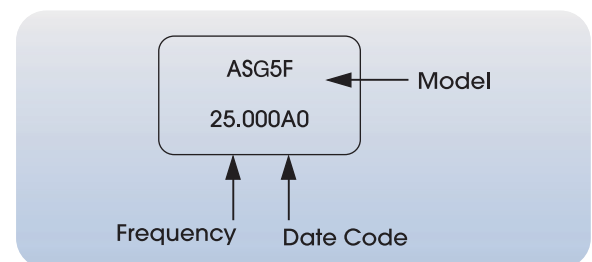 ASG5F
Model
25.000A0
Frequency
Date Code